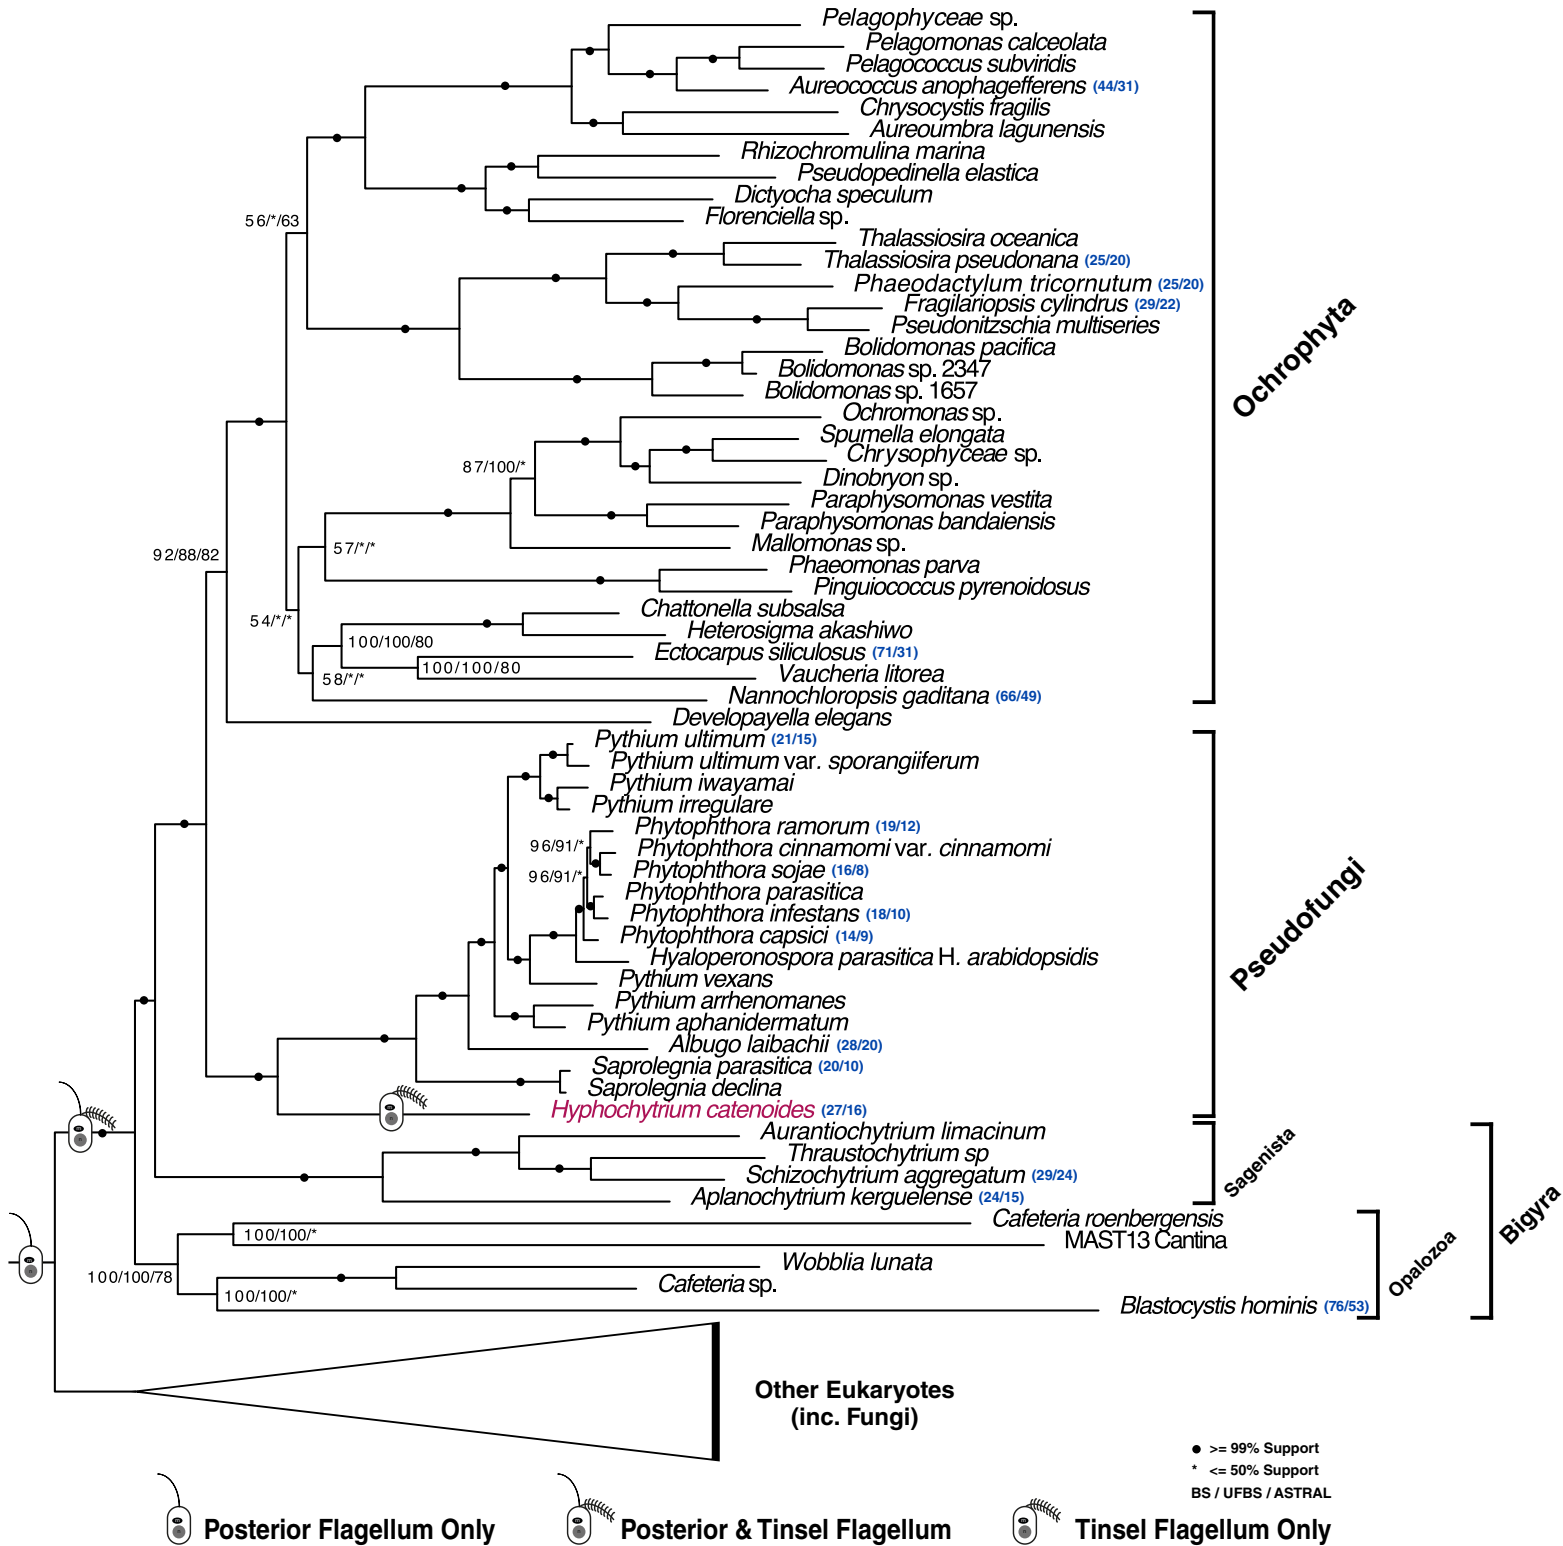 Pelagophyceae sp.
Pelagomonas calceolata
Pelagococcus subviridis
Aureococcus anophagefferens (44/31)
Chrysocystis fragilis
Aureoumbra lagunensis
Rhizochromulina marina
Pseudopedinella elastica
Dictyocha speculum
56/*/63
Florenciella sp.
Thalassiosira oceanica
Thalassiosira pseudonana (25/20)
Phaeodactylum tricornutum (25/20)
Fragilariopsis cylindrus (29/22)
Pseudonitzschia multiseries
Bolidomonas pacifica
Bolidomonas sp. 2347
Bolidomonas sp. 1657
Ochrophyta
Ochromonas sp.
Spumella elongata
Chrysophyceae sp.
87/100/*
Dinobryon sp.
Paraphysomonas vestita
Paraphysomonas bandaiensis
Mallomonas sp.
57/*/*
92/88/82
Phaeomonas parva
Pinguiococcus pyrenoidosus
Chattonella subsalsa
54/*/*
Heterosigma akashiwo
100/100/80
Ectocarpus siliculosus (71/31)
100/100/80
Vaucheria litorea
58/*/*
Nannochloropsis gaditana (66/49)
Developayella elegans
Pythium ultimum (21/15)
Pythium ultimum var. sporangiiferum
Pythium iwayamai
Pythium irregulare
Phytophthora ramorum (19/12)
96/91/*
Phytophthora cinnamomi var. cinnamomi
Phytophthora sojae (16/8)
96/91/*
Phytophthora parasitica
Phytophthora infestans (18/10)
Phytophthora capsici (14/9)
Pseudofungi
Hyaloperonospora parasitica H. arabidopsidis
Pythium vexans
Pythium arrhenomanes
Pythium aphanidermatum
Albugo laibachii (28/20)
Saprolegnia parasitica (20/10)
Saprolegnia declina
Hyphochytrium catenoides (27/16)
Aurantiochytrium limacinum
Thraustochytrium sp
Schizochytrium aggregatum (29/24)
Aplanochytrium kerguelense (24/15)
Sagenista
Cafeteria roenbergensis
100/100/*
MAST13 Cantina
Bigyra
Wobblia lunata
100/100/78
Cafeteria sp.
Opalozoa
100/100/*
Blastocystis hominis (76/53)
Other Eukaryotes
(inc. Fungi)
>= 99% Support
* <= 50% Support
BS / UFBS / ASTRAL
Posterior Flagellum Only
Posterior & Tinsel Flagellum
Tinsel Flagellum Only